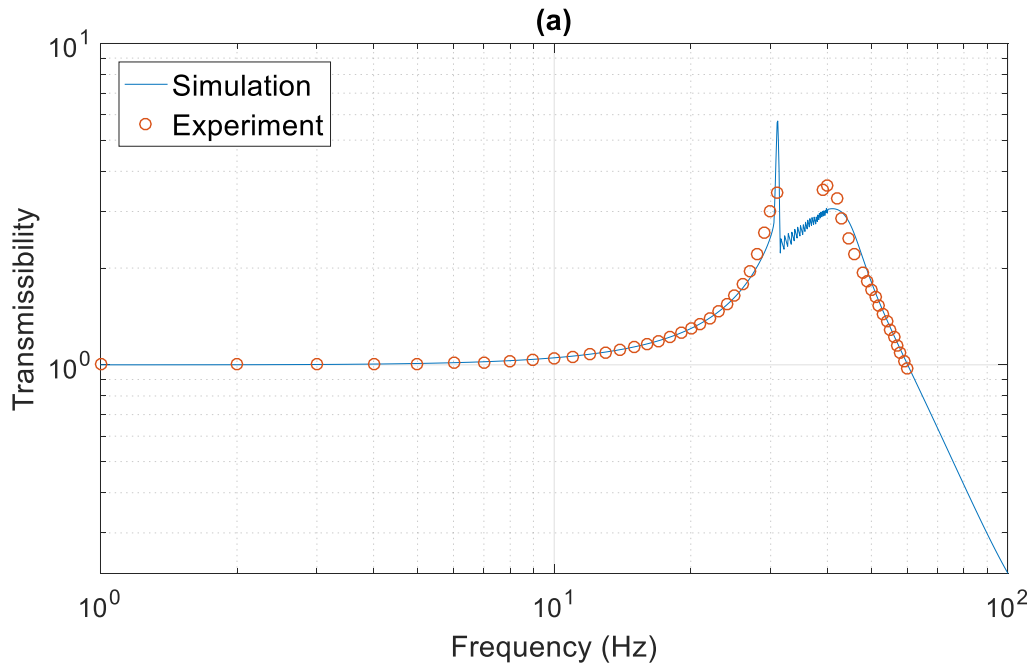 (a)
10^1
Simulation
Experiment
Transmissibility
10^0
10^0
10^1
10^2
Frequency (Hz)